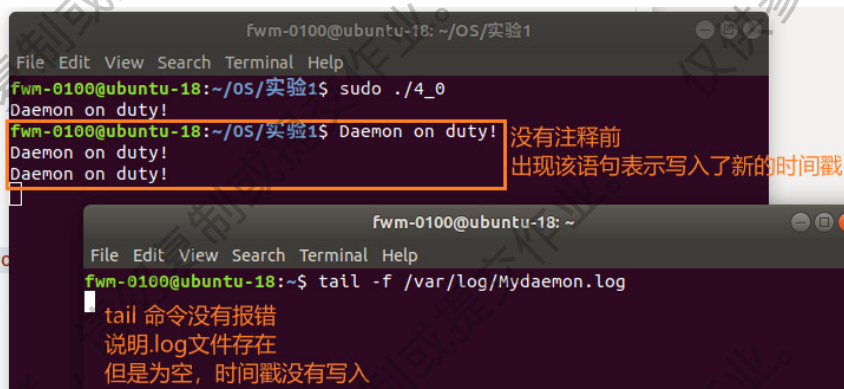 fwm-0100@ubuntu-18: ~/OS/实验1
File Edit View Search Terminal Help
fwm-0100@ubuntu-18:~/OS/实验1$ sudo ./4_0
Daemon on duty!
fwm-0100@ubuntu-18:~/OS/实验1$ Daemon on duty!
Daemon on duty!
Daemon on duty!
没有注释前
出现该语句表示写入了新的时间戳
fwm-0100@ubuntu-18: ~
File Edit View Search Terminal Help
fwm-0100@ubuntu-18:~$ tail -f /var/log/Mydaemon.log
tail 命令没有报错
说明.log文件存在
但是为空，时间戳没有写入